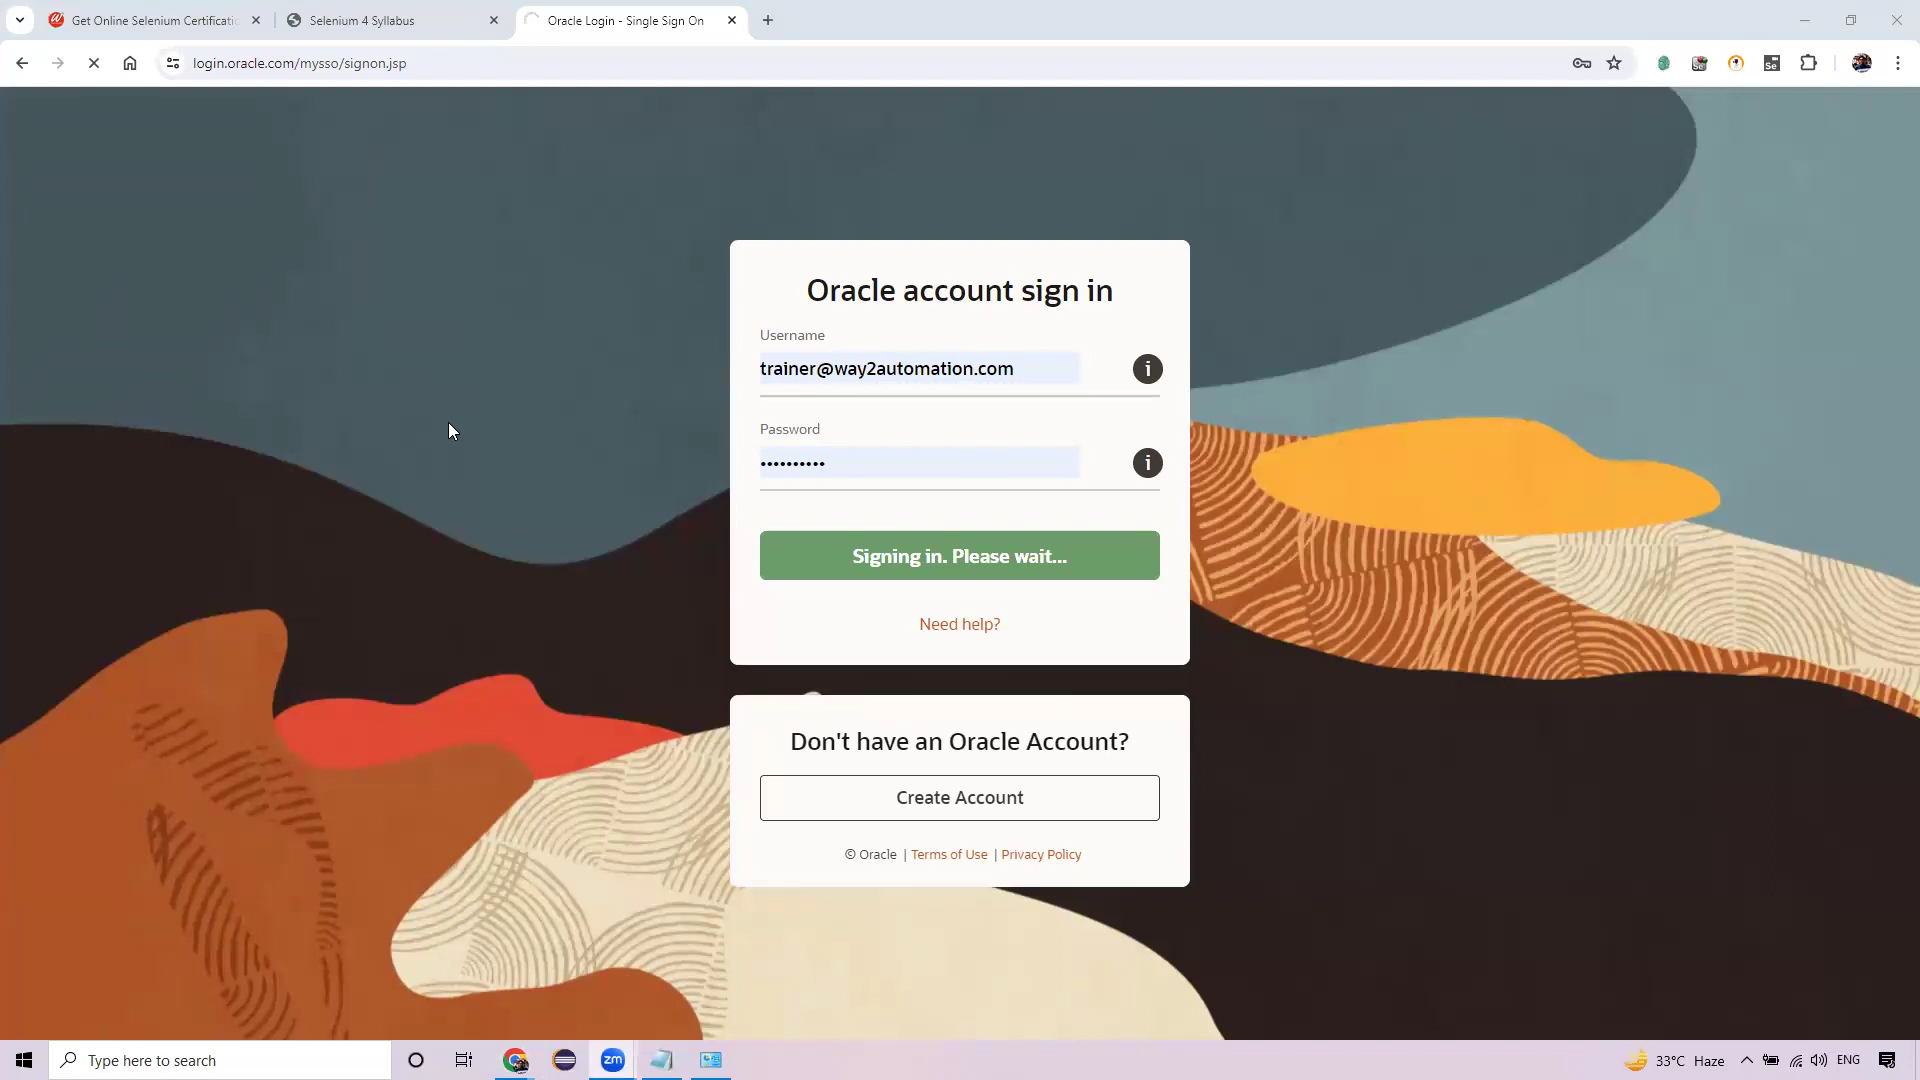 Get Online Selenium Certificatio
Selenium 4 Syllabus
Oracle Login - Single Sign On
login.oracle.com/mysso/signon.jsp
Oracle account sign in
Username
trainer@way2automation.com
Password
Signing in. Please wait...
Need help?
Don't have an Oracle Account?
Create Account
© Oracle | Terms of Use | Privacy Policy
Type here to search
zm
33°C Haze
ENG